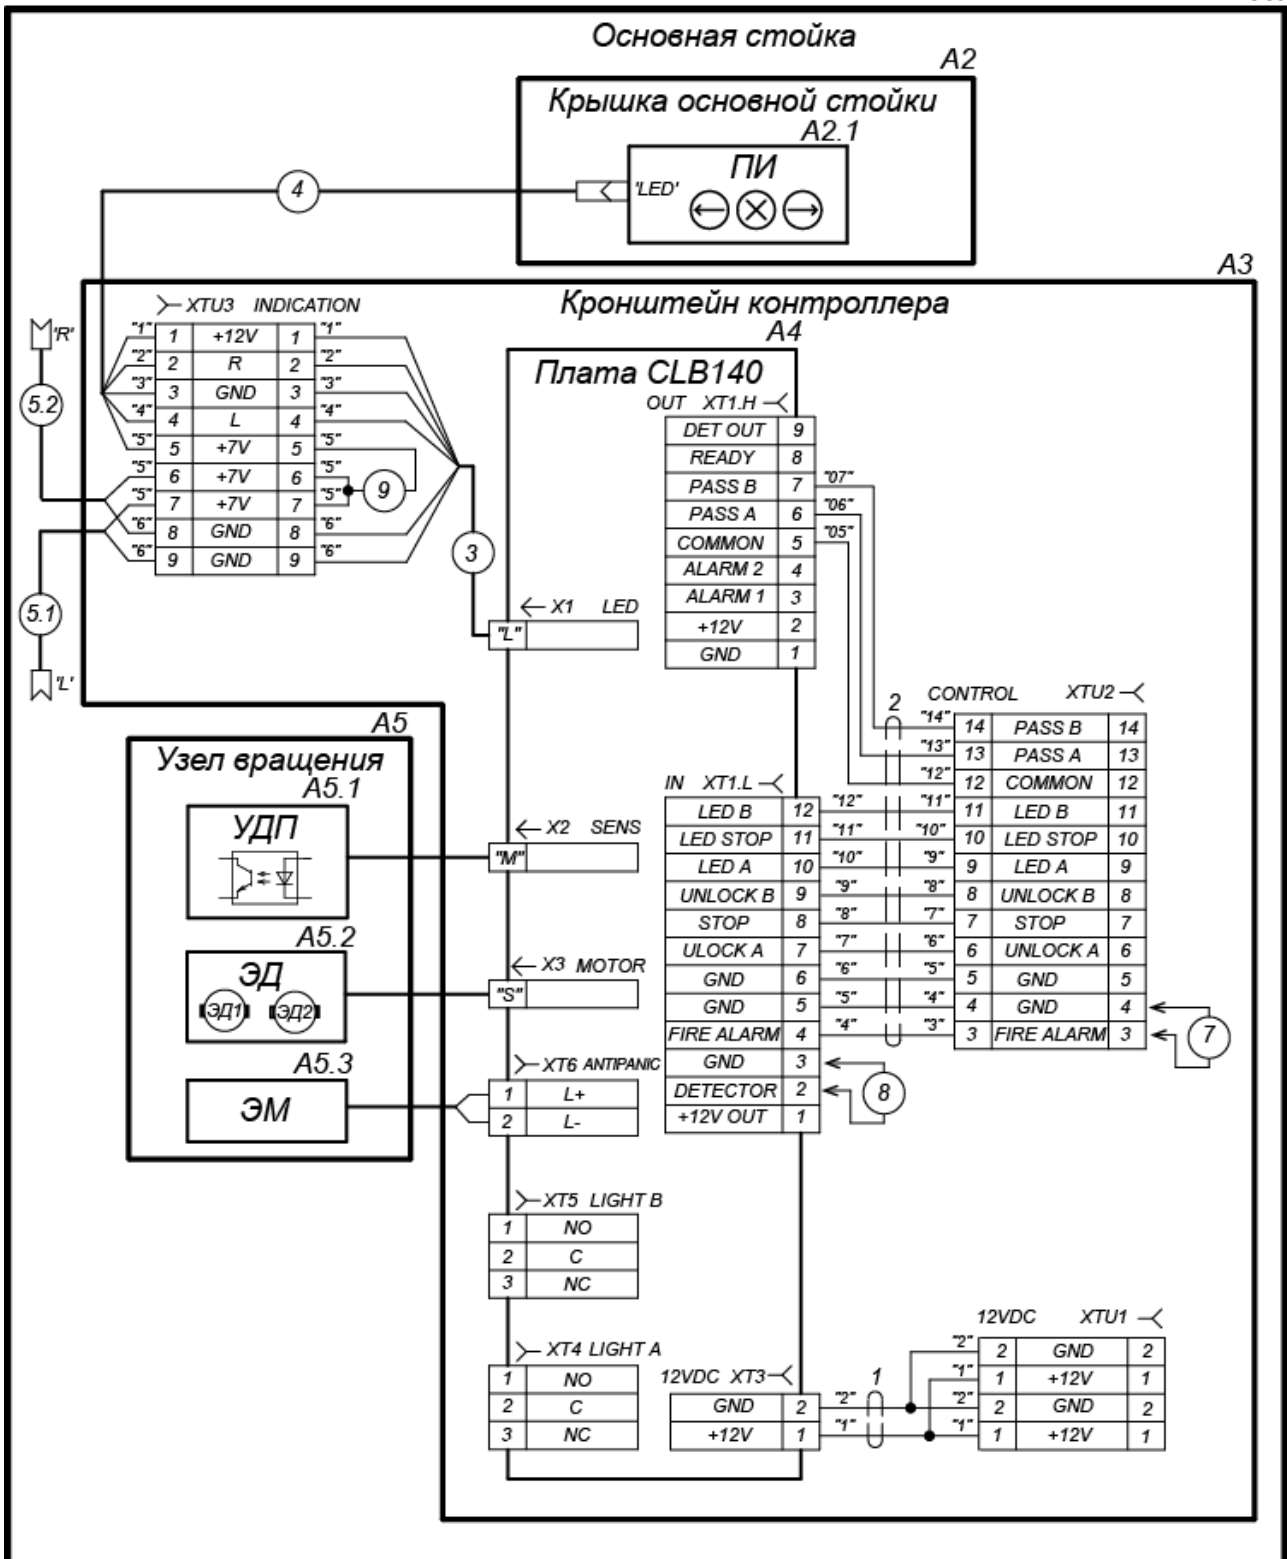 Основная стойка
A2
Крышка основной стойки
A2.1
ПИ
'LED'
4
A3
Кронштейн контроллера
XTU3 INDICATION
"1" 1 +12V 1 "1"
"2" 2 R 2 "2"
"3" 3 GND 3 "3"
"4" 4 L 4 "4"
"5" 5 +7V 5 "5"
"5" 6 +7V 6 "5"
"5" 7 +7V 7 "5"
"6" 8 GND 8 "6"
"6" 9 GND 9 "6"
'R'
5.2
5.1
'L'
9
3
A4
Плата CLB140
OUT XT1.H
DET OUT 9
READY 8
PASS B 7 "07"
PASS A 6 "06"
COMMON 5 "05"
ALARM 2 4
ALARM 1 3
+12V 2
GND 1
X1 LED
"L"
A5
Узел вращения
A5.1
УДП
X2 SENS
"M"
A5.2
ЭД
ЭД1 ЭД2
X3 MOTOR
"S"
A5.3
ЭМ
XT6 ANTIPANIC
1 L+
2 L-
XT5 LIGHT B
1 NO
2 C
3 NC
XT4 LIGHT A
1 NO
2 C
3 NC
2
CONTROL XTU2
"14" 14 PASS B 14
"13" 13 PASS A 13
"12" 12 COMMON 12
IN XT1.L
LED B 12 "12" "11" 11 LED B 11
LED STOP 11 "11" "10" 10 LED STOP 10
LED A 10 "10" "9" 9 LED A 9
UNLOCK B 9 "9" "8" 8 UNLOCK B 8
STOP 8 "8" "7" 7 STOP 7
ULOCK A 7 "7" "6" 6 UNLOCK A 6
GND 6 "6" "5" 5 GND 5
GND 5 "5" "4" 4 GND 4
FIRE ALARM 4 "4" "3" 3 FIRE ALARM 3
7
GND 3
DETECTOR 2
+12V OUT 1
8
12VDC XTU1
"2" 2 GND 2
"1" 1 +12V 1
"2" 2 GND 2
"1" 1 +12V 1
12VDC XT3
1
GND 2 "2"
+12V 1 "1"